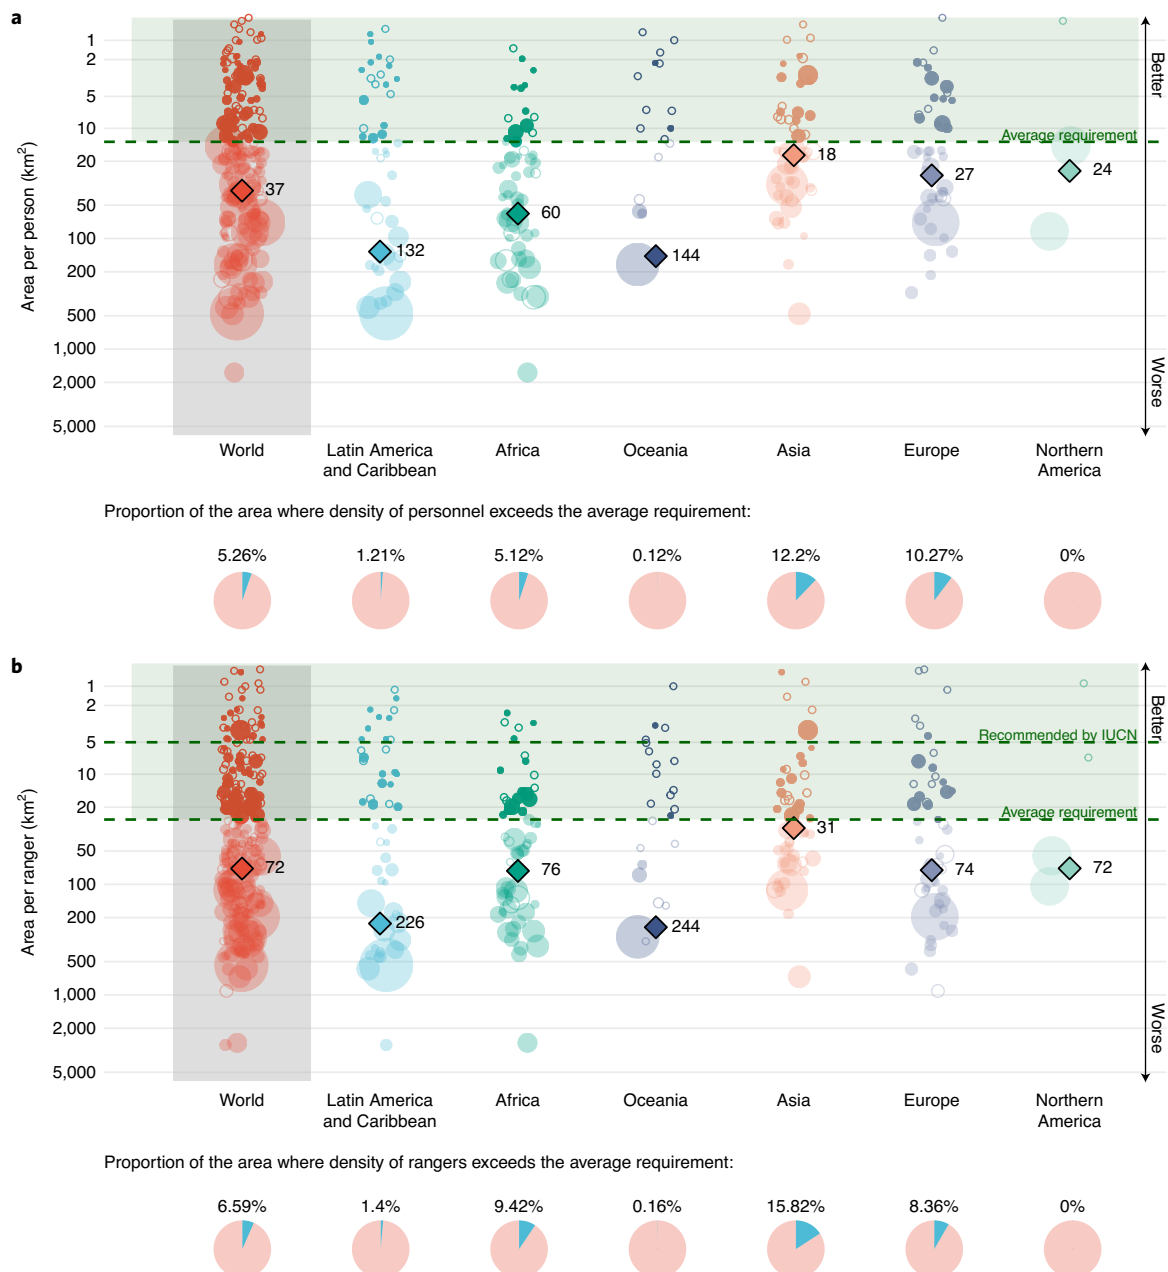 a
1
2
5
10
20
50
100
200
500
1,000
2,000
5,000
Area per person (km²)
Better
Worse
Average requirement
37
132
60
144
18
27
24
World
Latin America
and Caribbean
Africa
Oceania
Asia
Europe
Northern
America
Proportion of the area where density of personnel exceeds the average requirement:
5.26%
1.21%
5.12%
0.12%
12.2%
10.27%
0%
b
1
2
5
10
20
50
100
200
500
1,000
2,000
5,000
Area per ranger (km²)
Better
Worse
Recommended by IUCN
Average requirement
72
226
76
244
31
74
72
World
Latin America
and Caribbean
Africa
Oceania
Asia
Europe
Northern
America
Proportion of the area where density of rangers exceeds the average requirement:
6.59%
1.4%
9.42%
0.16%
15.82%
8.36%
0%